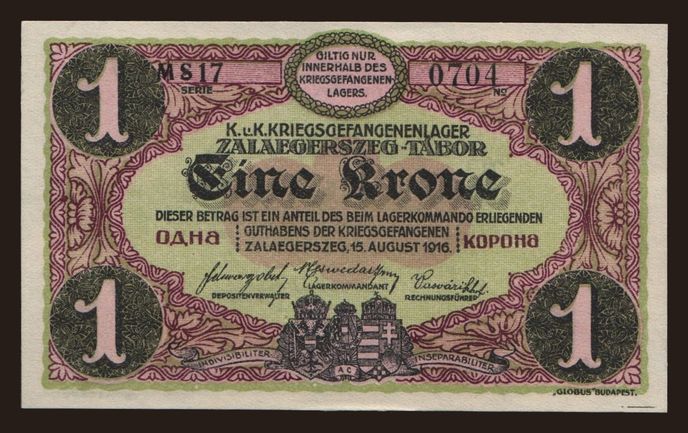 1
1
MS17
SERIE
GILTIG NUR
INNERHALB DES
KRIEGSGEFANGENEN-
LAGERS.
0704
No
K.u.K. KRIEGSGEFANGENENLAGER
ZALAEGERSZEG-TÁBOR
Eine Krone
DIESER BETRAG IST EIN ANTEIL DES BEIM LAGERKOMMANDO ERLIEGENDEN
GUTHABENS DER KRIEGSGEFANGENEN
ОДНА
ZALAEGERSZEG, 15. AUGUST 1916.
КОРОНА
DEPOSITENVERWALTER
LAGERKOMMANDANT
RECHNUNGSFÜHRER
1
1
INDIVISIBILITER
AC
INSEPARABILITER
„GLOBUS" BUDAPEST.